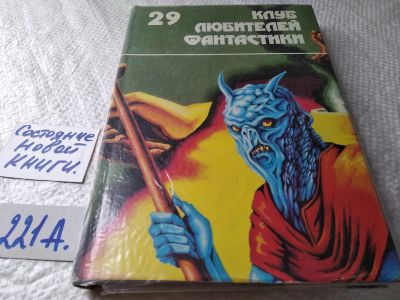 29
КЛУБ
ЛЮБИТЕЛЕЙ
ФАНТАСТИКИ
Состояние
новой
книги.
221А.